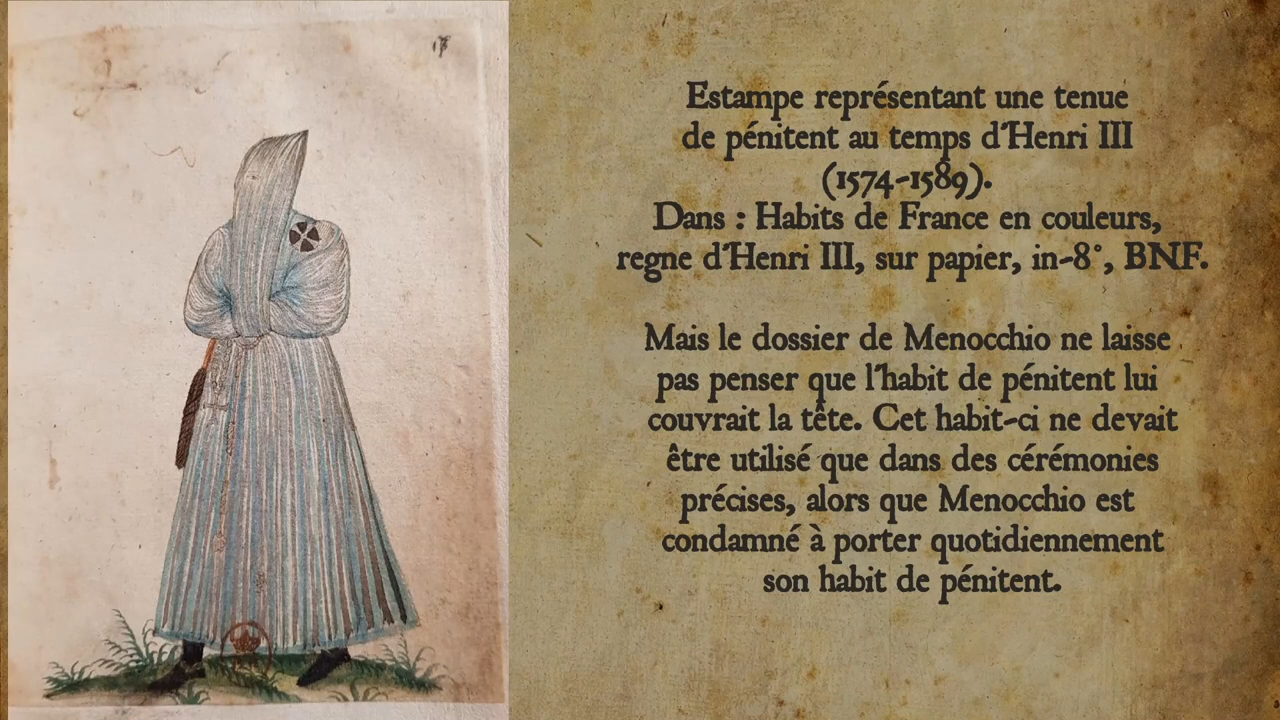 Estampe représentant une tenue
de pénitent au temps d'Henri III
(1574-1589).
Dans : Habits de France en couleurs,
regne d'Henri III, sur papier, in-8°, BNF.
Mais le dossier de Menocchio ne laisse
pas penser que l'habit de pénitent lui
couvrait la tête. Cet habit-ci ne devait
être utilisé que dans des cérémonies
précises, alors que Menocchio est
condamné à porter quotidiennement
son habit de pénitent.